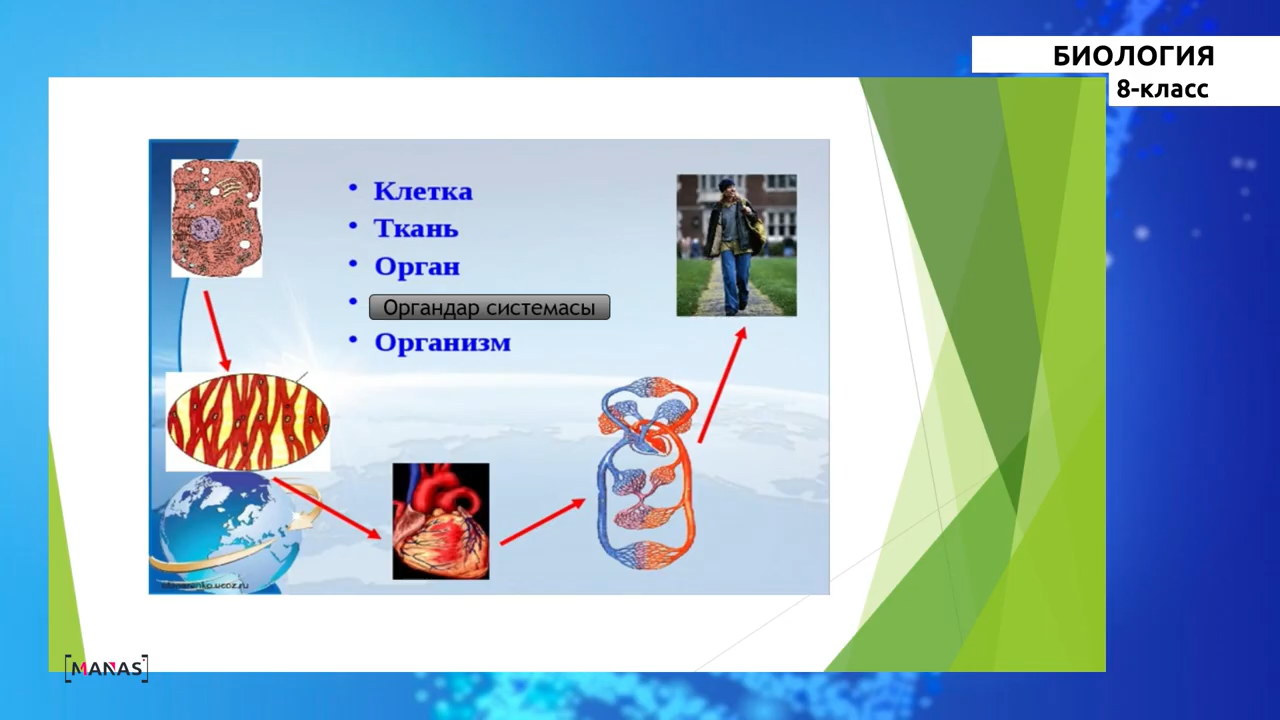 БИОЛОГИЯ
8-класс
• Клетка
• Ткань
• Орган
• Органдар системасы
• Организм
[MANAS]